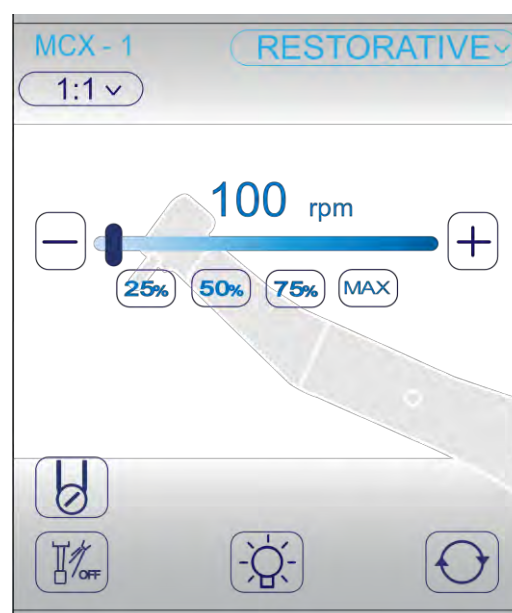 MCX - 1 RESTORATIVE
1:1
100 rpm
25% 50% 75% MAX
OFF